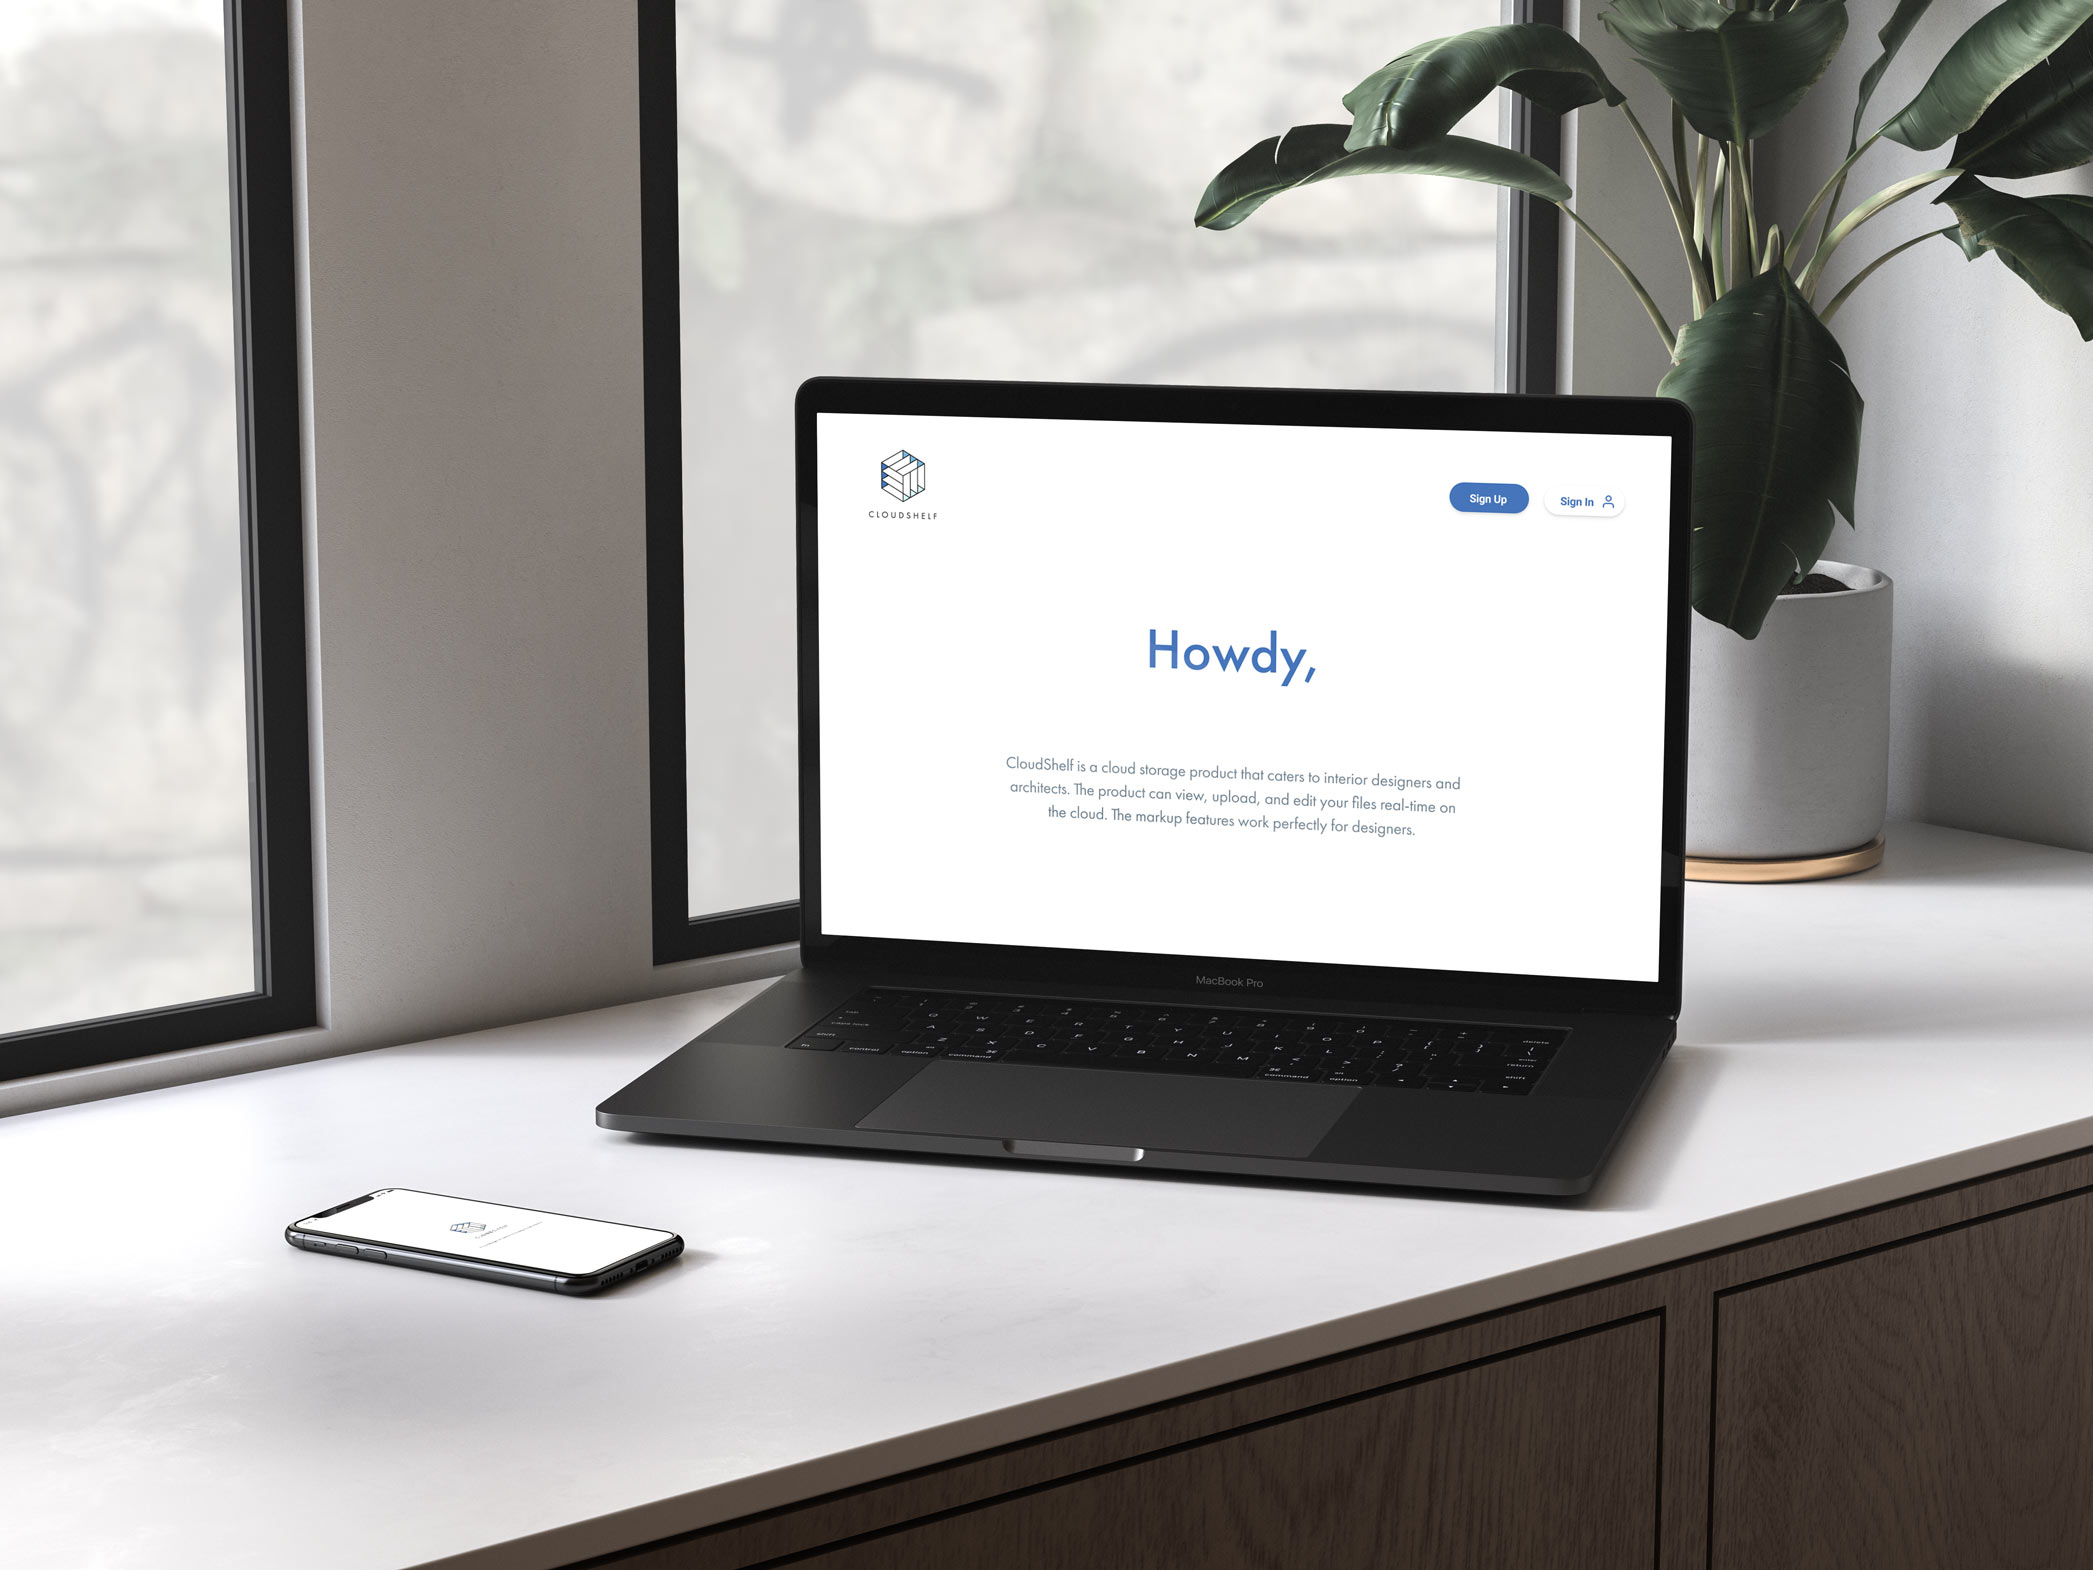 CLOUDSHELF
Sign Up
Sign In
Howdy,
CloudShelf is a cloud storage product that caters to interior designers and
architects. The product can view, upload, and edit your files real-time on
the cloud. The markup features work perfectly for designers.
MacBook Pro
Q W E R T Y U I O P
caps lock A S D F G H J K L
delete
enter
return
shift Z X C V B N M shift
fn control option command command option